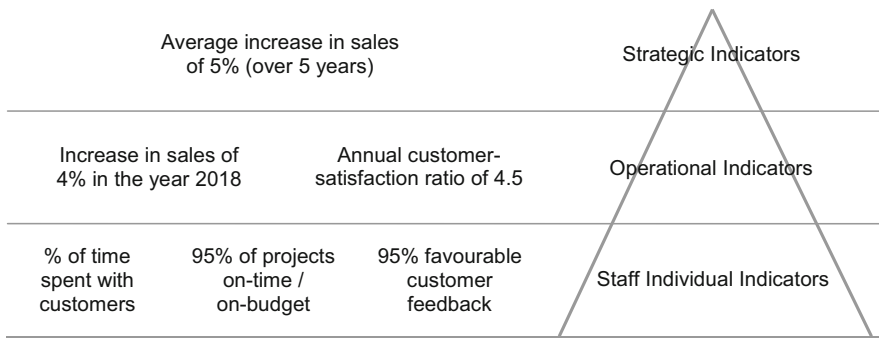 Average increase in sales
of 5% (over 5 years)
Strategic Indicators
Increase in sales of
4% in the year 2018
Annual customer-
satisfaction ratio of 4.5
Operational Indicators
% of time
spent with
customers
95% of projects
on-time /
on-budget
95% favourable
customer
feedback
Staff Individual Indicators